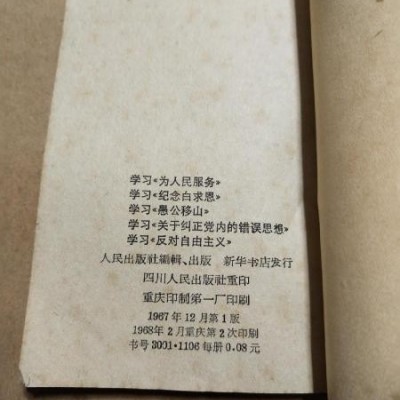 学习《为人民服务》
学习《纪念白求恩》
学习《愚公移山》
学习《关于纠正党内的错误思想》
学习《反对自由主义》
人民出版社编辑、出版 新华书店发行
四川人民出版社重印
重庆印制第一厂印刷
1967年12月第1版
1968年2月重庆第2次印刷
书号3001·1106 每册0.08元